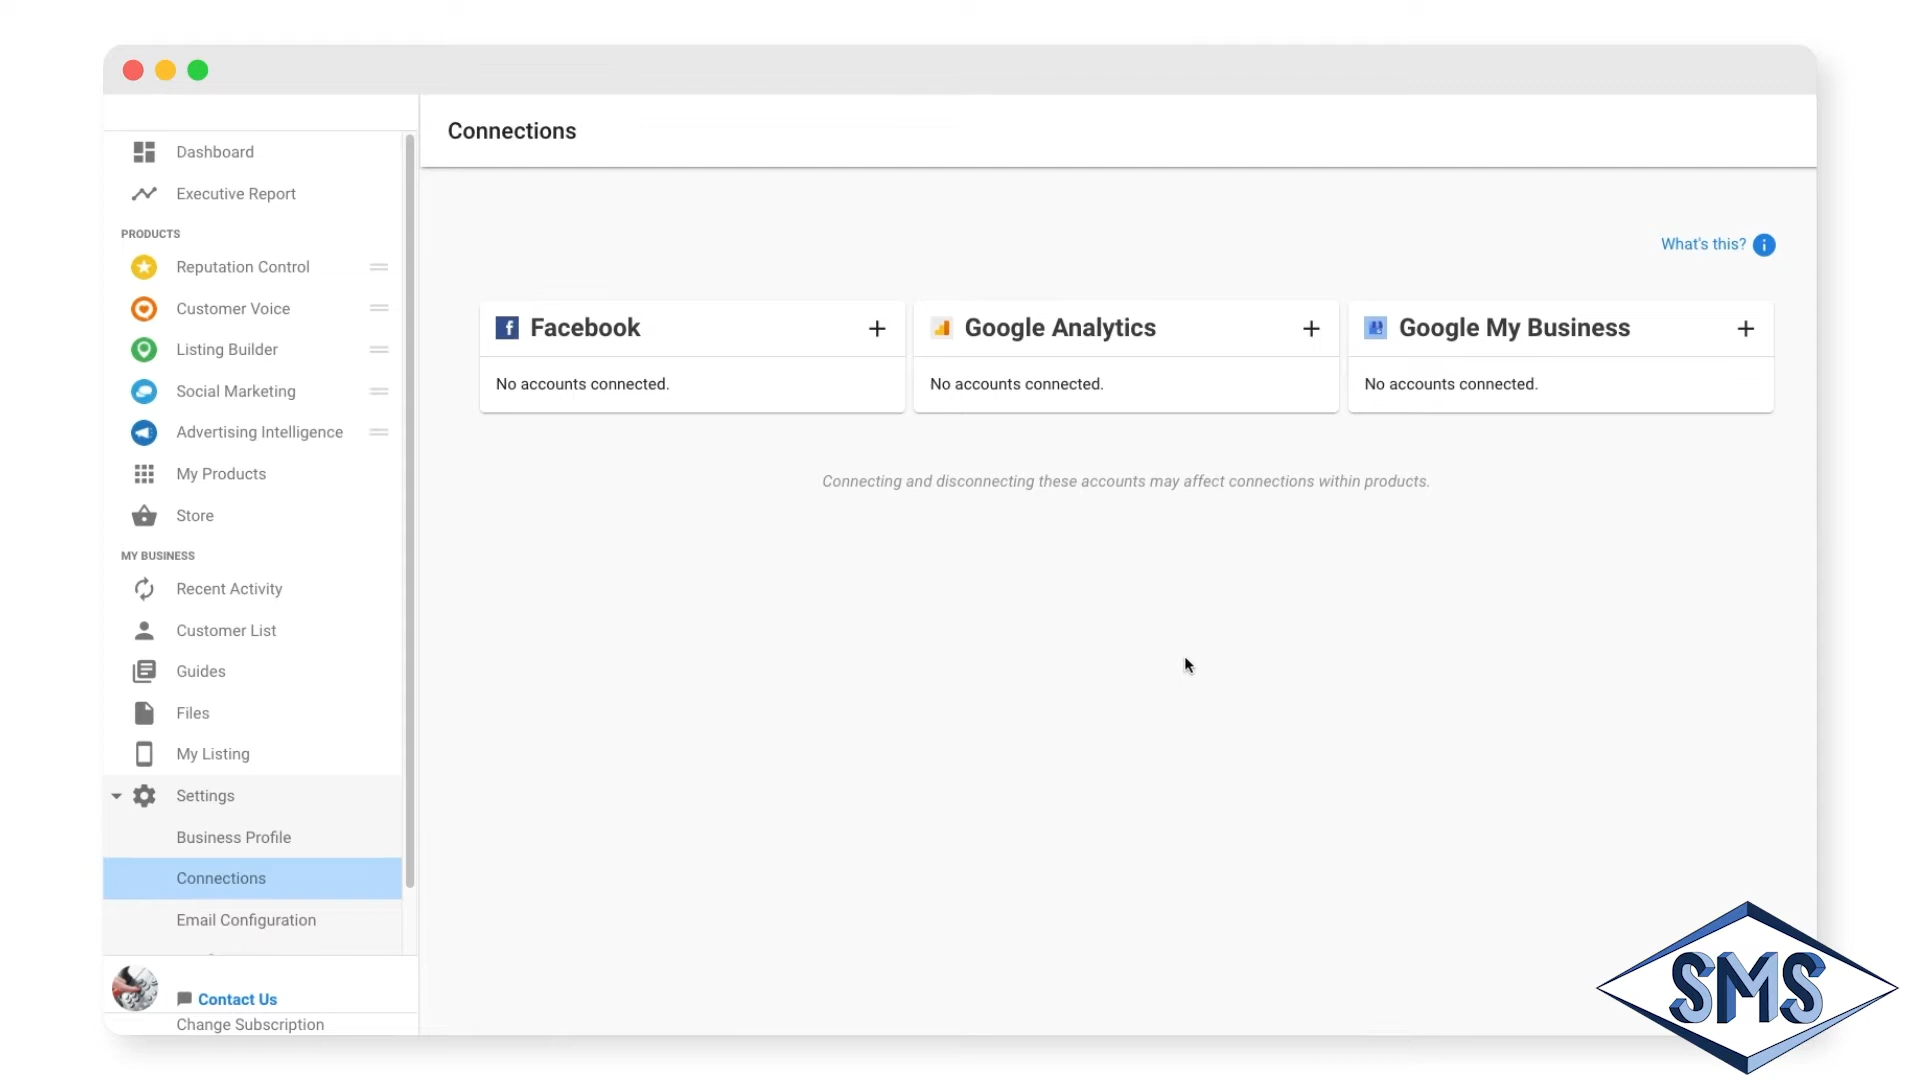 Connections
Dashboard
Executive Report
PRODUCTS
Reputation Control
Customer Voice
Listing Builder
Social Marketing
Advertising Intelligence
My Products
Store
MY BUSINESS
Recent Activity
Customer List
Guides
Files
My Listing
Settings
Business Profile
Connections
Email Configuration
Contact Us
Change Subscription
What's this?
Facebook
No accounts connected.
Google Analytics
No accounts connected.
Google My Business
No accounts connected.
Connecting and disconnecting these accounts may affect connections within products.
SMS